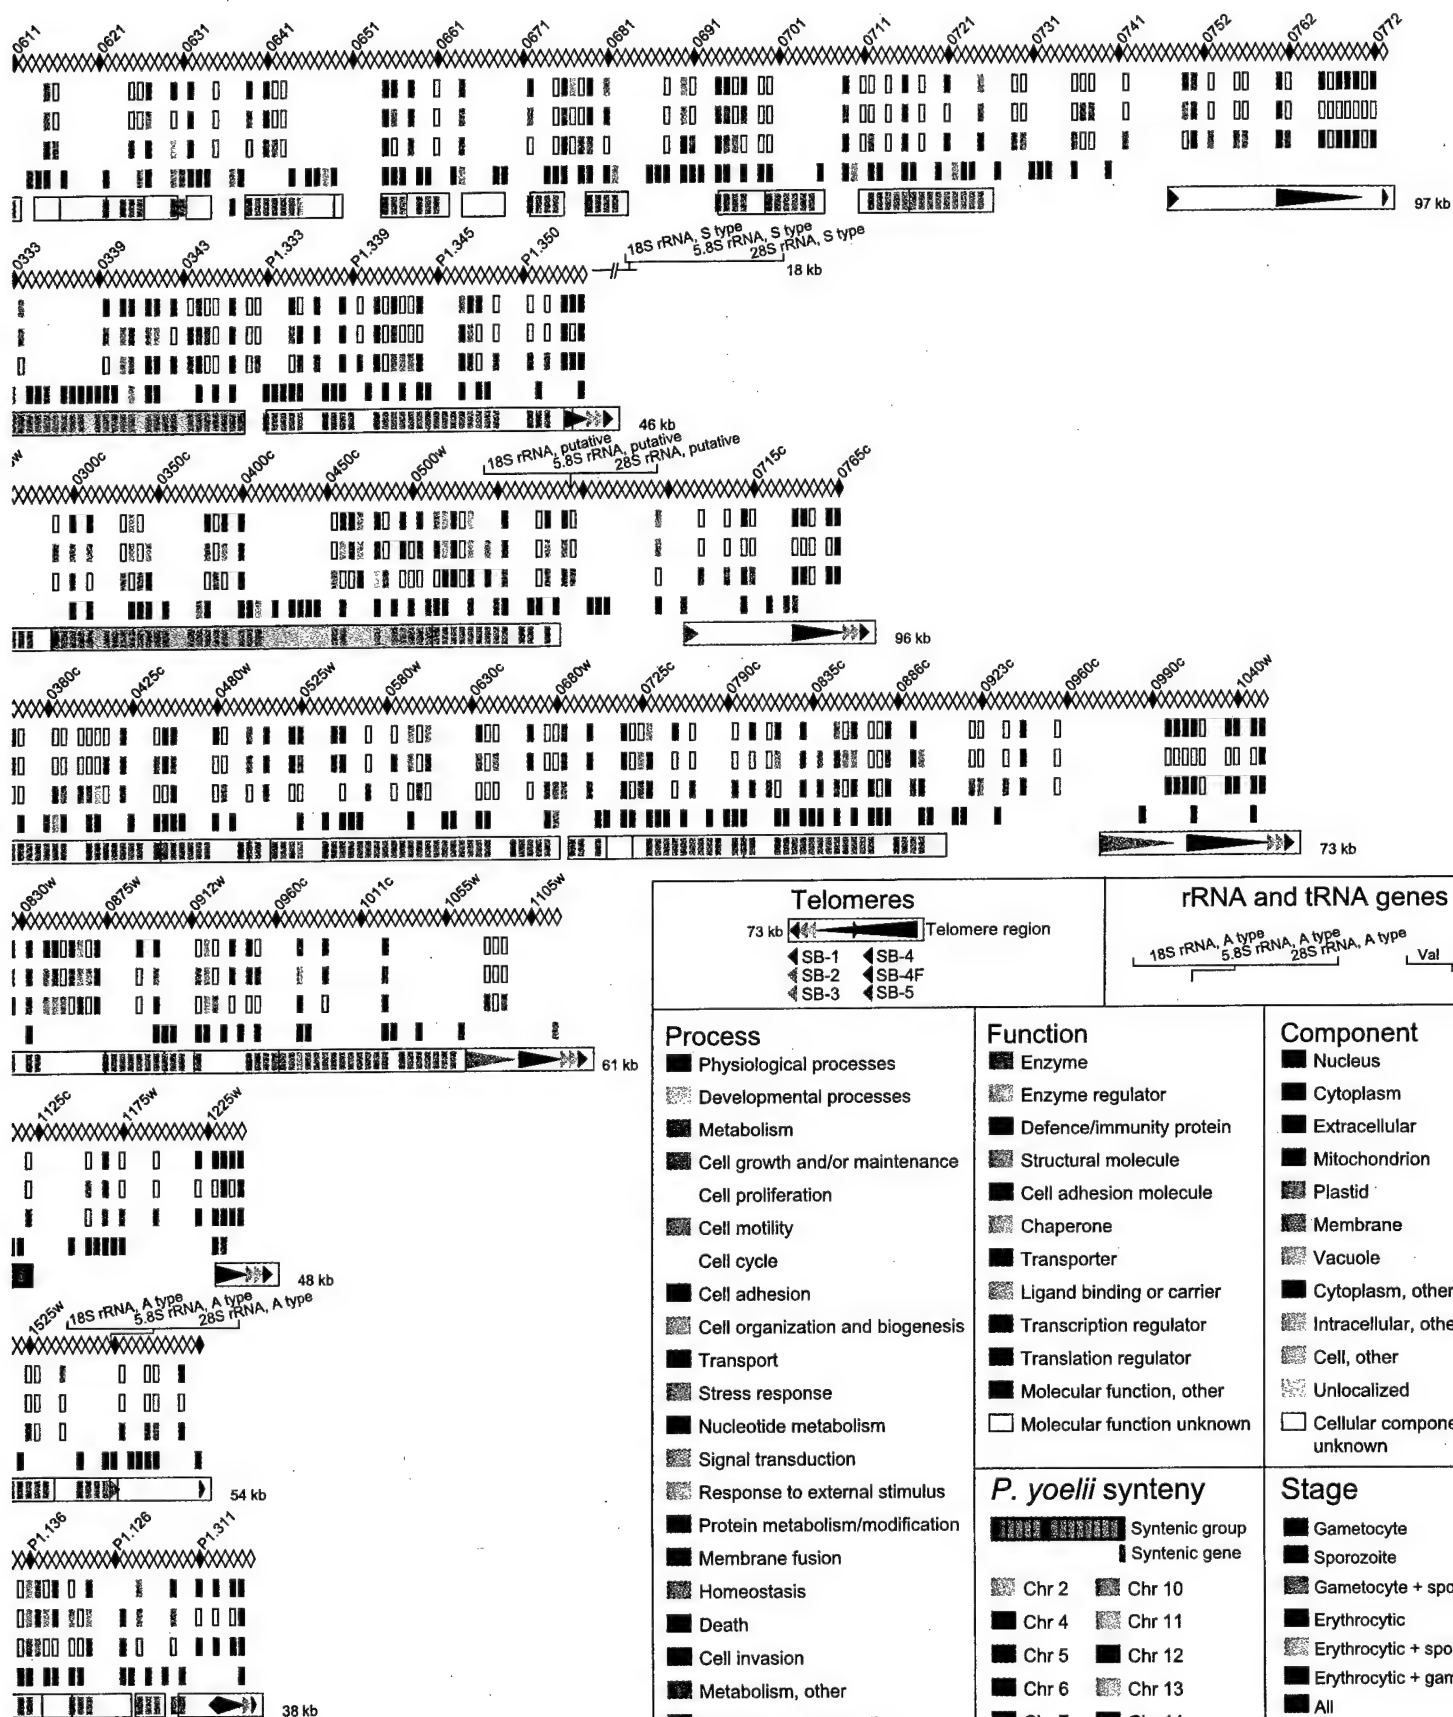 0611 0621 0631 0641 0651 0661 0671 0681 0691 0701 0711 0721 0731 0741 0752 0762 0772
97 kb
0333 0339 0343 P1.333 P1.339 P1.345 P1.350
18S rRNA, S type
5.8S rRNA, S type
28S rRNA, S type
18 kb
46 kb
0300c 0350c 0400c 0450c 0500w 0715c 0765c
18S rRNA, putative
5.8S rRNA, putative
28S rRNA, putative
96 kb
0380c 0425c 0480w 0525w 0580w 0630c 0680w 0725c 0790c 0835c 0886c 0923c 0960c 0990c 1040w
73 kb
0830w 0875w 0912w 0960c 1011c 1055w 1105w
61 kb
1125c 1175w 1225w
48 kb
1525w
18S rRNA, A type
5.8S rRNA, A type
28S rRNA, A type
54 kb
P1.136 P1.126 P1.311
38 kb
Telomeres
73 kb Telomere region
SB-1 SB-4
SB-2 SB-4F
SB-3 SB-5
rRNA and tRNA genes
18S rRNA, A type
5.8S rRNA, A type
28S rRNA, A type
Val
Process
Physiological processes
Developmental processes
Metabolism
Cell growth and/or maintenance
Cell proliferation
Cell motility
Cell cycle
Cell adhesion
Cell organization and biogenesis
Transport
Stress response
Nucleotide metabolism
Signal transduction
Response to external stimulus
Protein metabolism/modification
Membrane fusion
Homeostasis
Death
Cell invasion
Metabolism, other
Function
Enzyme
Enzyme regulator
Defence/immunity protein
Structural molecule
Cell adhesion molecule
Chaperone
Transporter
Ligand binding or carrier
Transcription regulator
Translation regulator
Molecular function, other
Molecular function unknown
P. yoelii synteny
Syntenic group
Syntenic gene
Chr 2 Chr 10
Chr 4 Chr 11
Chr 5 Chr 12
Chr 6 Chr 13
Component
Nucleus
Cytoplasm
Extracellular
Mitochondrion
Plastid
Membrane
Vacuole
Cytoplasm, other
Intracellular, othe
Cell, other
Unlocalized
Cellular compone
unknown
Stage
Gametocyte
Sporozoite
Gametocyte + spo
Erythrocytic
Erythrocytic + spo
Erythrocytic + gam
All